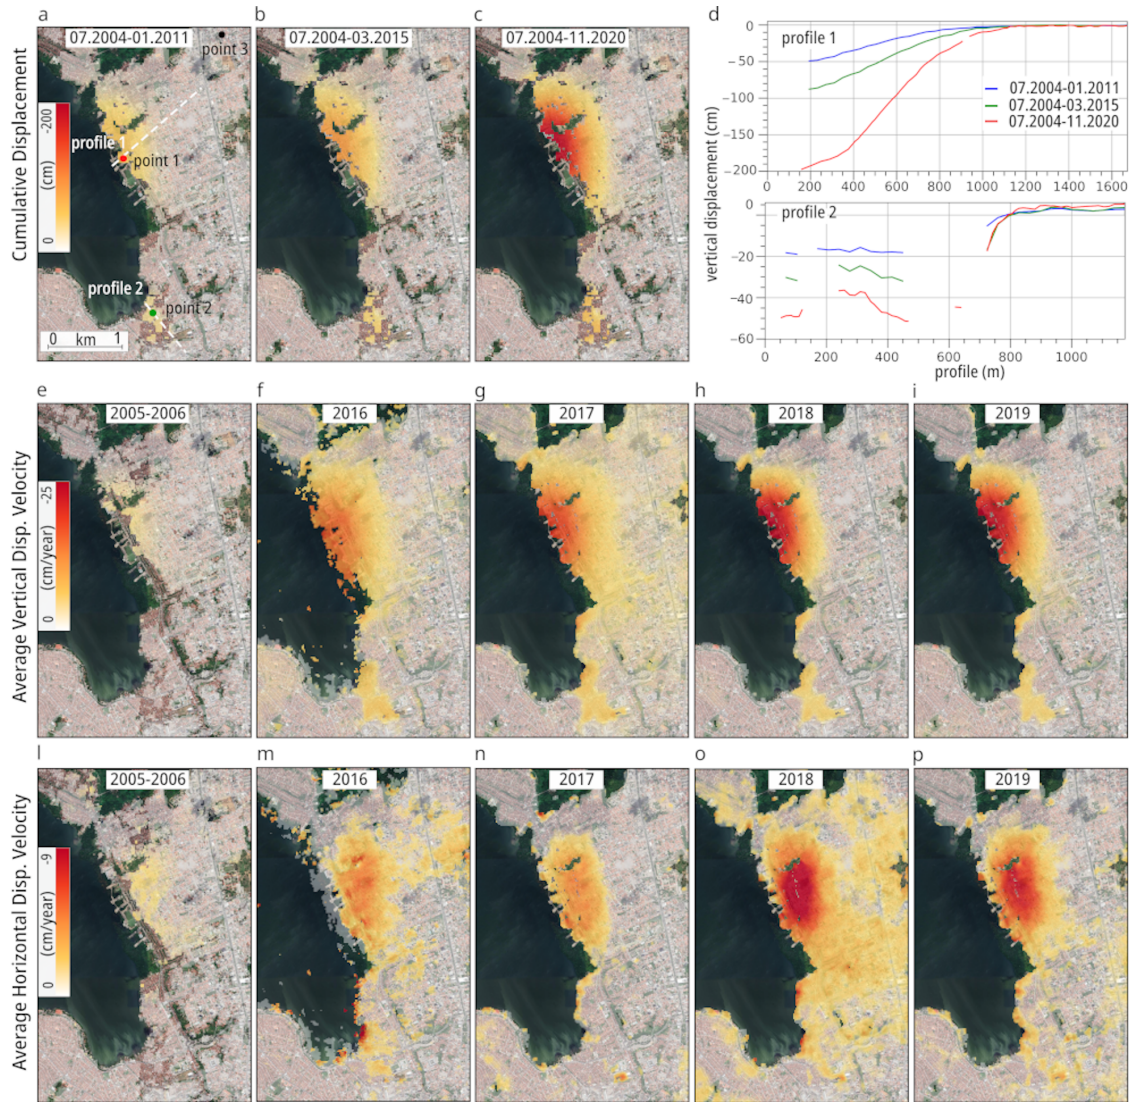 a b c d
07.2004-01.2011 07.2004-03.2015 07.2004-11.2020
point 3
Cumulative Displacement
-200
(cm)
0
profile 1
point 1
profile 2
point 2
0 km 1
vertical displacement (cm)
0
−50
−100
−150
−200
profile 1
07.2004-01.2011
07.2004-03.2015
07.2004-11.2020
0 200 400 600 800 1000 1200 1400 1600
0
−20
−40
−60
profile 2
0 200 400 600 800 1000
profile (m)
e f g h i
2005-2006 2016 2017 2018 2019
Average Vertical Disp. Velocity
-25
(cm/year)
0
l m n o p
2005-2006 2016 2017 2018 2019
Average Horizontal Disp. Velocity
-9
(cm/year)
0